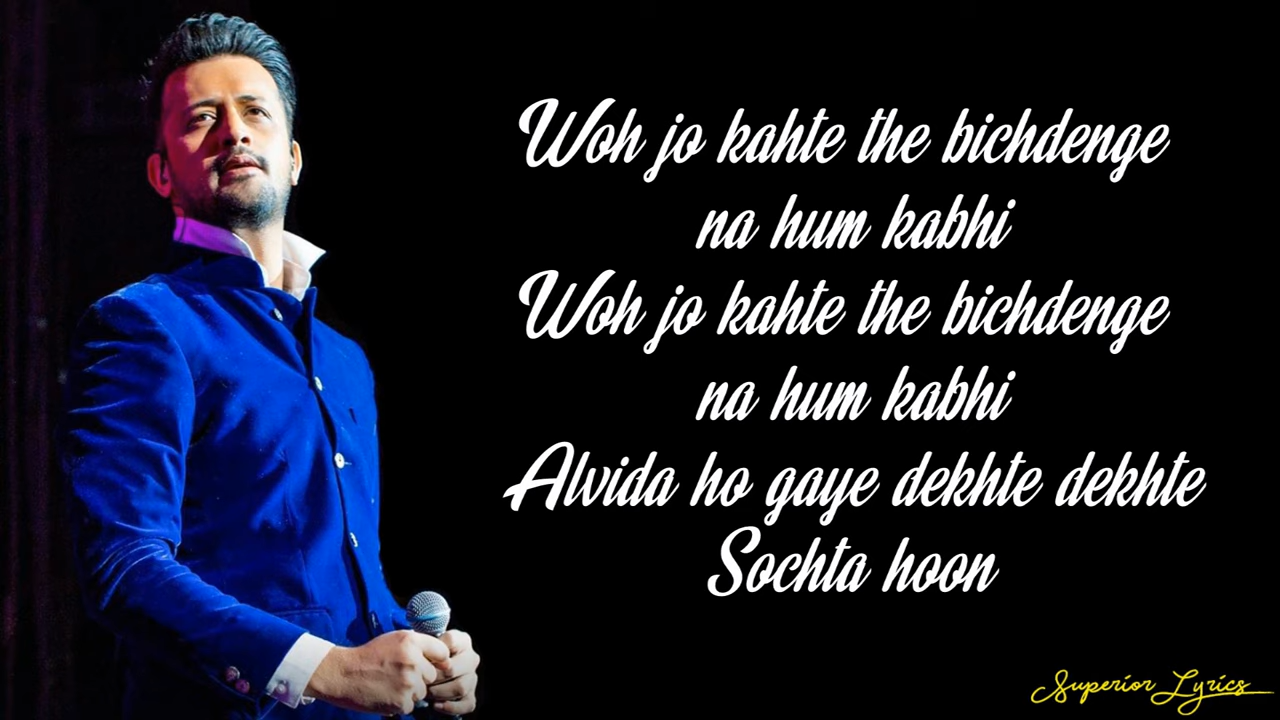 Woh jo kahte the bichdenge
na hum kabhi
Woh jo kahte the bichdenge
na hum kabhi
Alvida ho gaye dekhte dekhte
Sochta hoon
Superior Lyrics